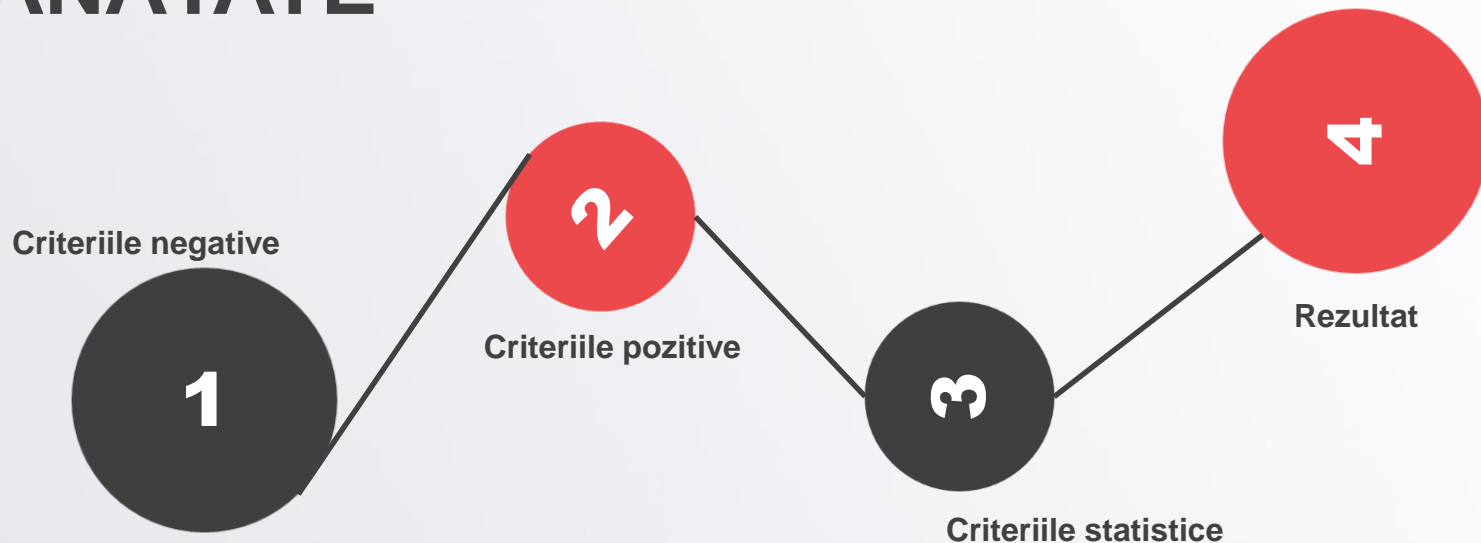 Criteriile negative
1
2
Criteriile pozitive
3
Criteriile statistice
4
Rezultat